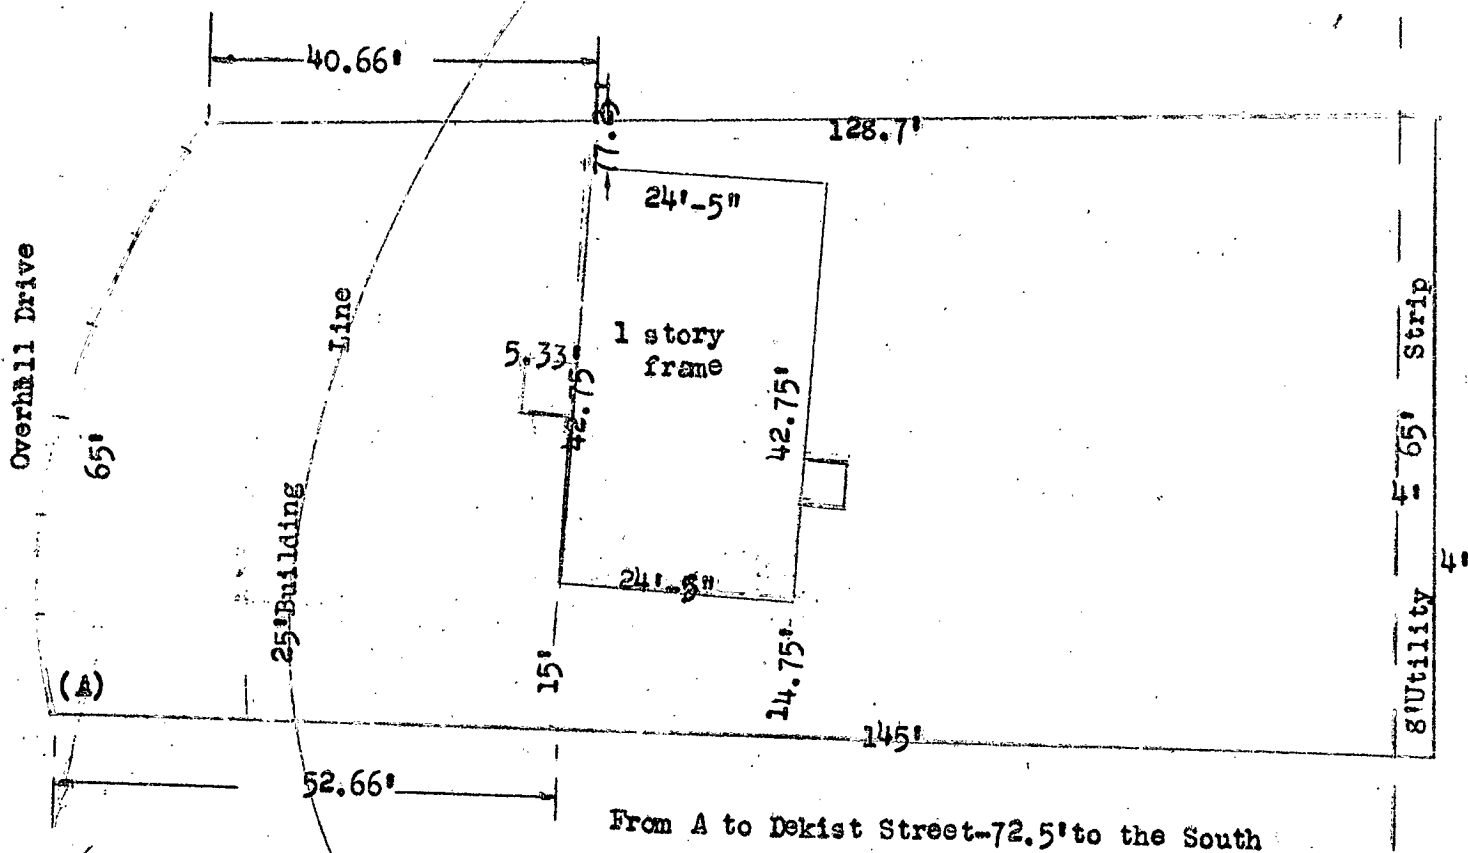 40.66'
128.7'
24'-5"
Overhill Drive
65'
25' Building Line
5.33'
42.75'
1 story
frame
42.75'
24'-5"
15'
14.75'
(A)
145'
52.66'
8' Utility 4' 65' Strip
4'
From A to Dekist Street-72.5' to the South